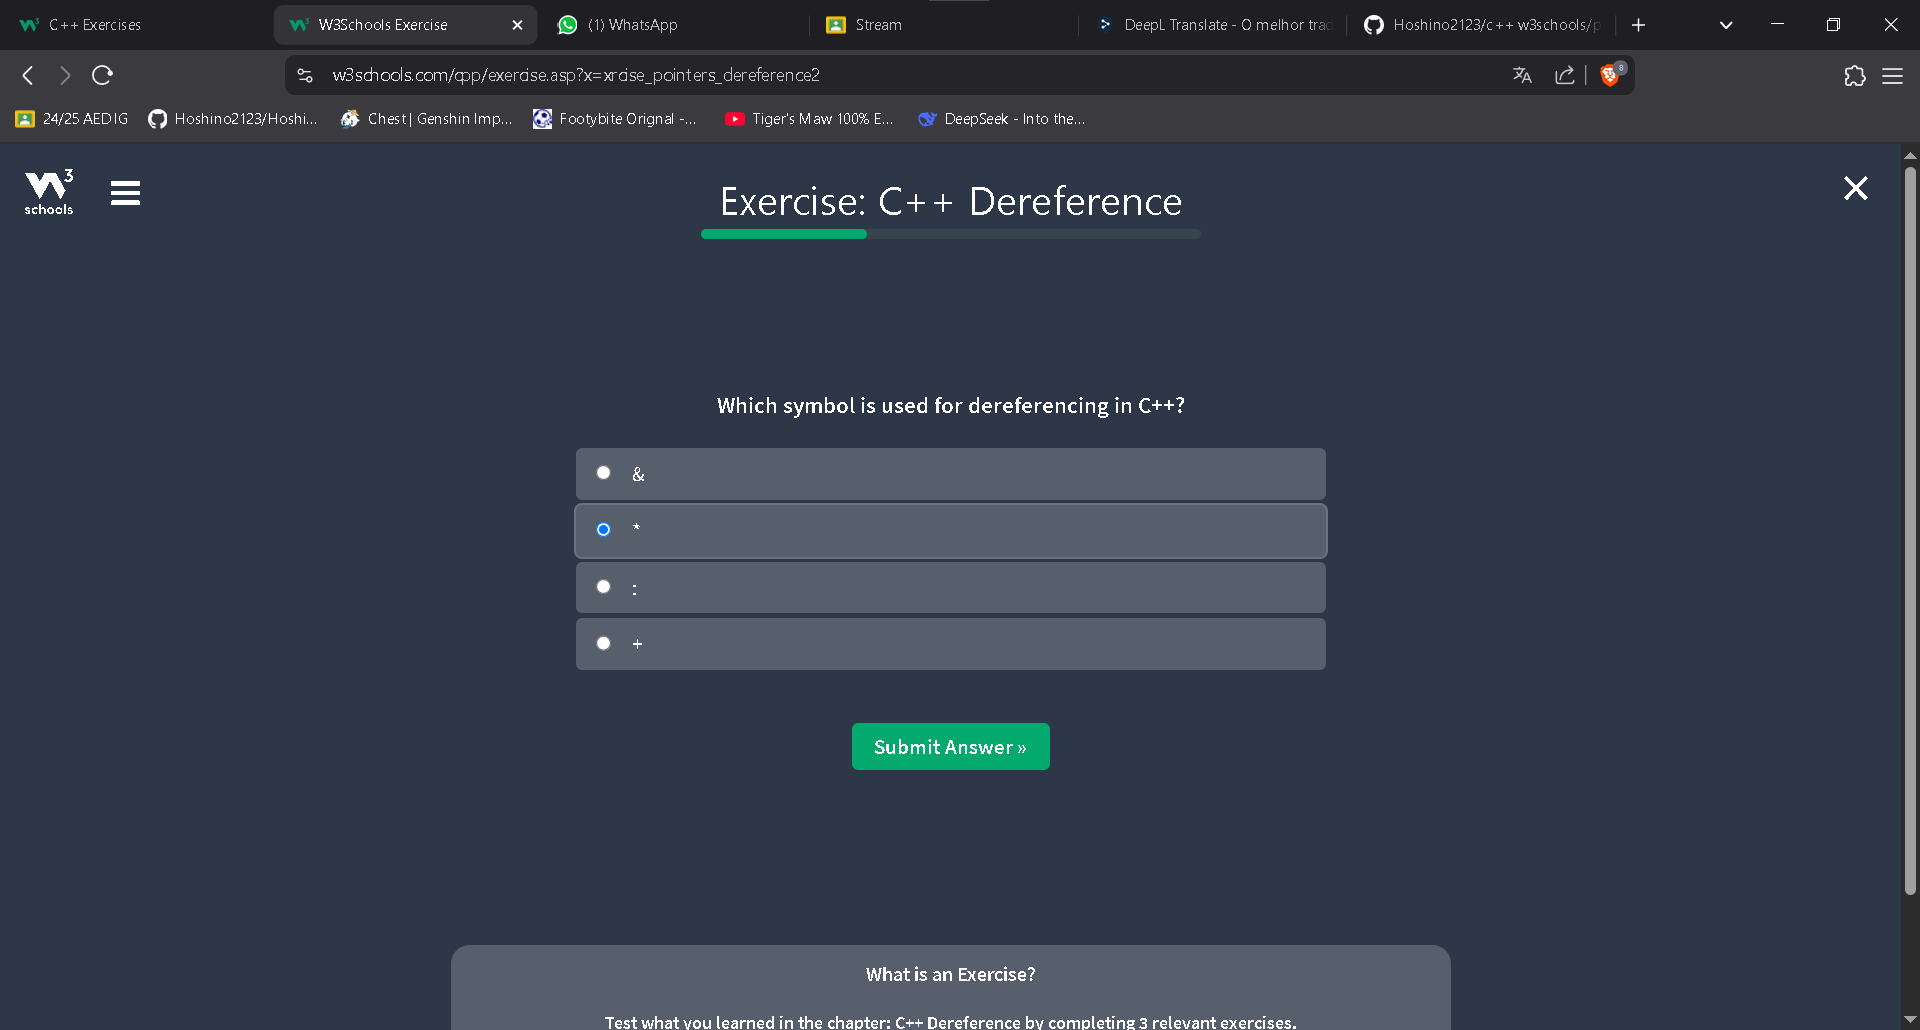 C++ Exercises
W3Schools Exercise
(1) WhatsApp
Stream
DeepL Translate - O melhor trac
Hoshino2123/c++ w3schools/p
w3schools.com/cpp/exercise.asp?x=xrcise_pointers_dereference2
24/25 AEDIG
Hoshino2123/Hoshi...
Chest | Genshin Imp...
Footybite Orignal -...
Tiger's Maw 100% E...
DeepSeek - Into the...
W3
schools
Exercise: C++ Dereference
Which symbol is used for dereferencing in C++?
&
*
:
+
Submit Answer »
What is an Exercise?
Test what you learned in the chapter: C++ Dereference by completing 3 relevant exercises.